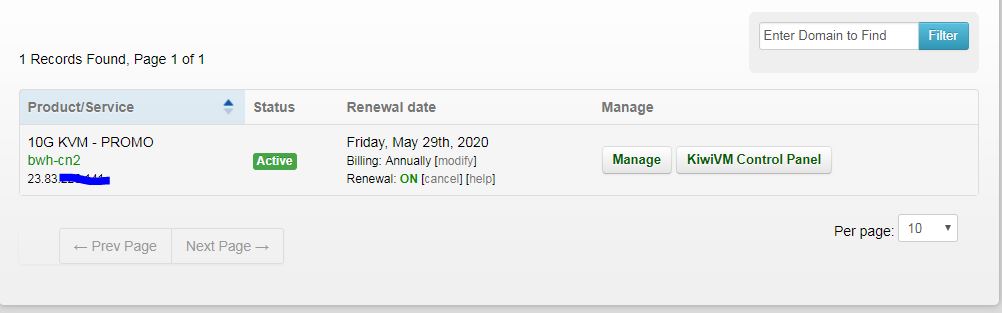 Enter Domain to Find Filter
1 Records Found, Page 1 of 1
Product/Service Status Renewal date Manage
10G KVM - PROMO Friday, May 29th, 2020
bwh-cn2 Active Billing: Annually [modify] Manage KiwiVM Control Panel
23.83. Renewal: ON [cancel] [help]
Per page: 10
← Prev Page Next Page →